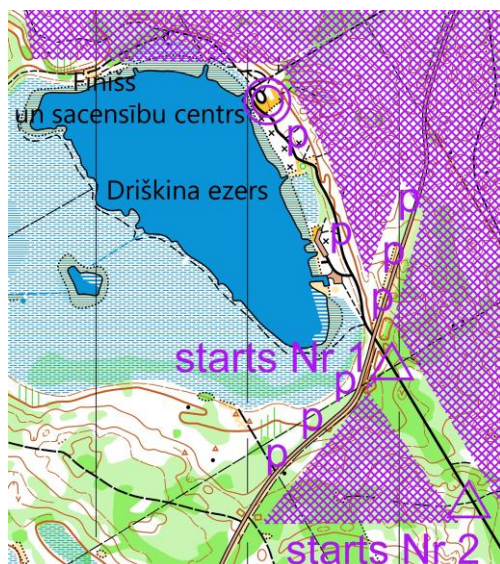 Finišs
un sacensību centrs
p
Driškina ezers
p
p
p
p
starts Nr 1
p
p
p
starts Nr 2